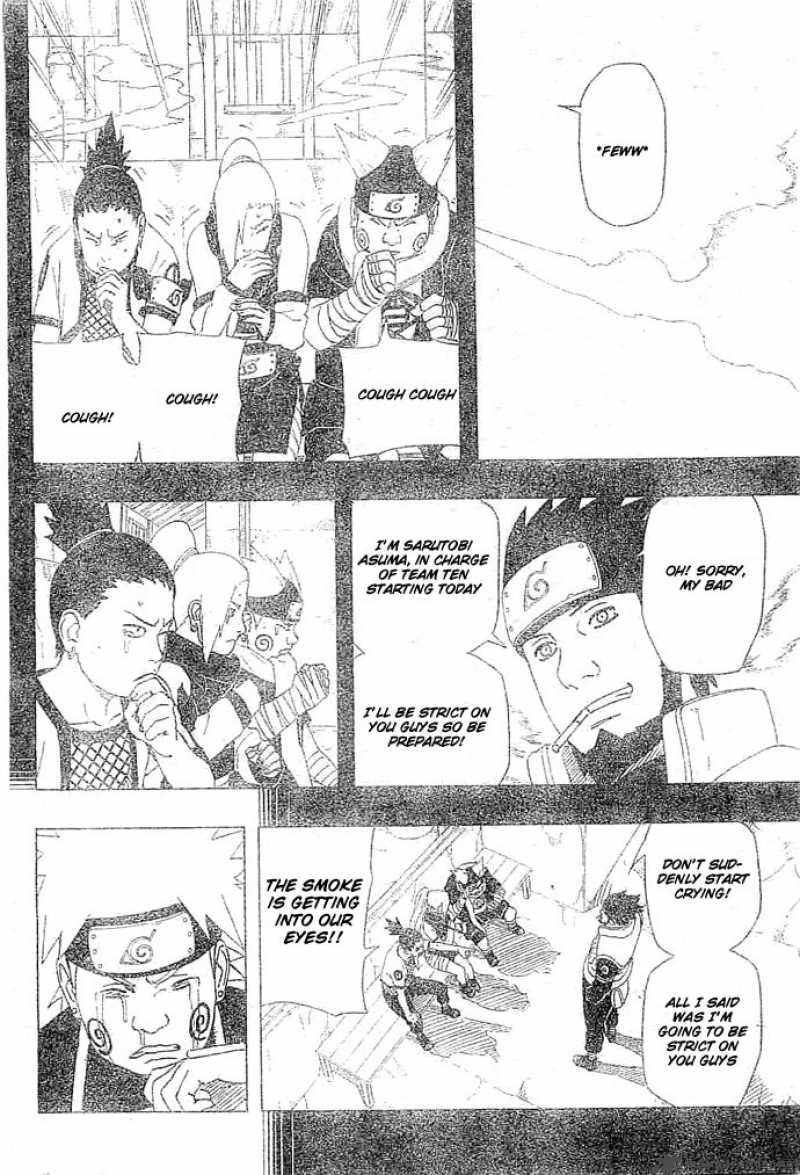 *FEWW*
COUGH COUGH
COUGH!
COUGH!
OH! SORRY,
MY BAD
I'M SARUTOBI
ASUMA, IN CHARGE
OF TEAM TEN
STARTING TODAY
I'LL BE STRICT ON
YOU GUYS SO BE
PREPARED!
DON'T SUD-
DENLY START
CRYING!
ALL I SAID
WAS I'M
GOING TO BE
STRICT ON
YOU GUYS
THE SMOKE
IS GETTING
INTO OUR
EYES!!